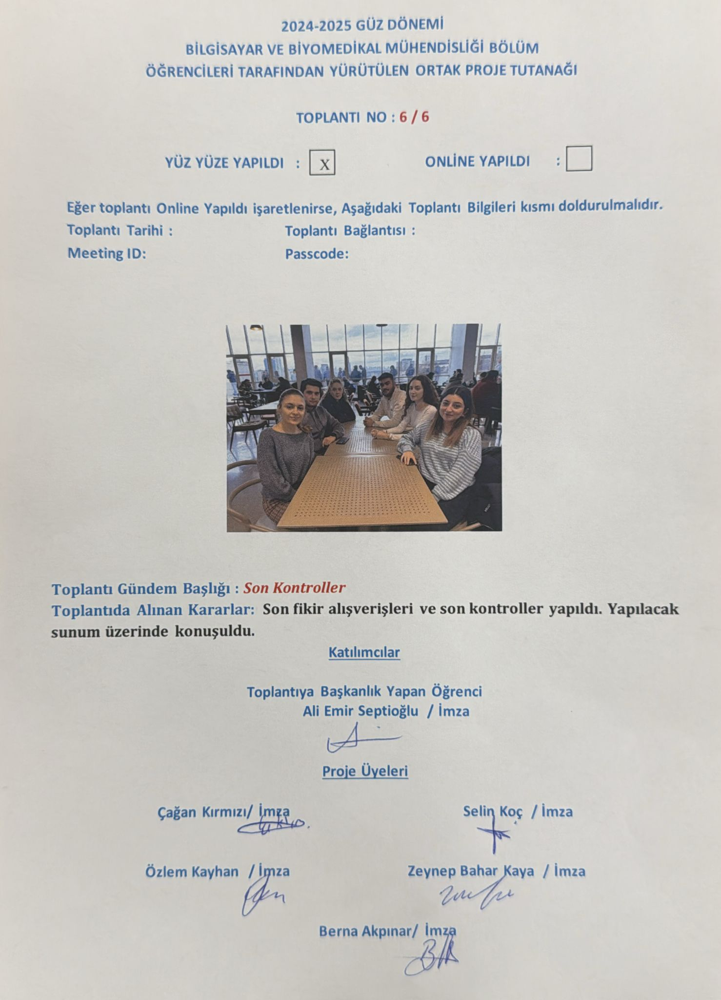 2024-2025 GÜZ DÖNEMİ
BİLGİSAYAR VE BİYOMEDİKAL MÜHENDİSLİĞİ BÖLÜM
ÖĞRENCİLERİ TARAFINDAN YÜRÜTÜLEN ORTAK PROJE TUTANAĞI
TOPLANTI NO : 6 / 6
YÜZ YÜZE YAPILDI : X ONLİNE YAPILDI :
Eğer toplantı Online Yapıldı işaretlenirse, Aşağıdaki Toplantı Bilgileri kısmı doldurulmalıdır.
Toplantı Tarihi : Toplantı Bağlantısı :
Meeting ID: Passcode:
Toplantı Gündem Başlığı : Son Kontroller
Toplantıda Alınan Kararlar: Son fikir alışverişleri ve son kontroller yapıldı. Yapılacak
sunum üzerinde konuşuldu.
Katılımcılar
Toplantıya Başkanlık Yapan Öğrenci
Ali Emir Septioğlu / İmza
Proje Üyeleri
Çağan Kırmızı/ İmza Selin Koç / İmza
Özlem Kayhan / İmza Zeynep Bahar Kaya / İmza
Berna Akpınar/ İmza